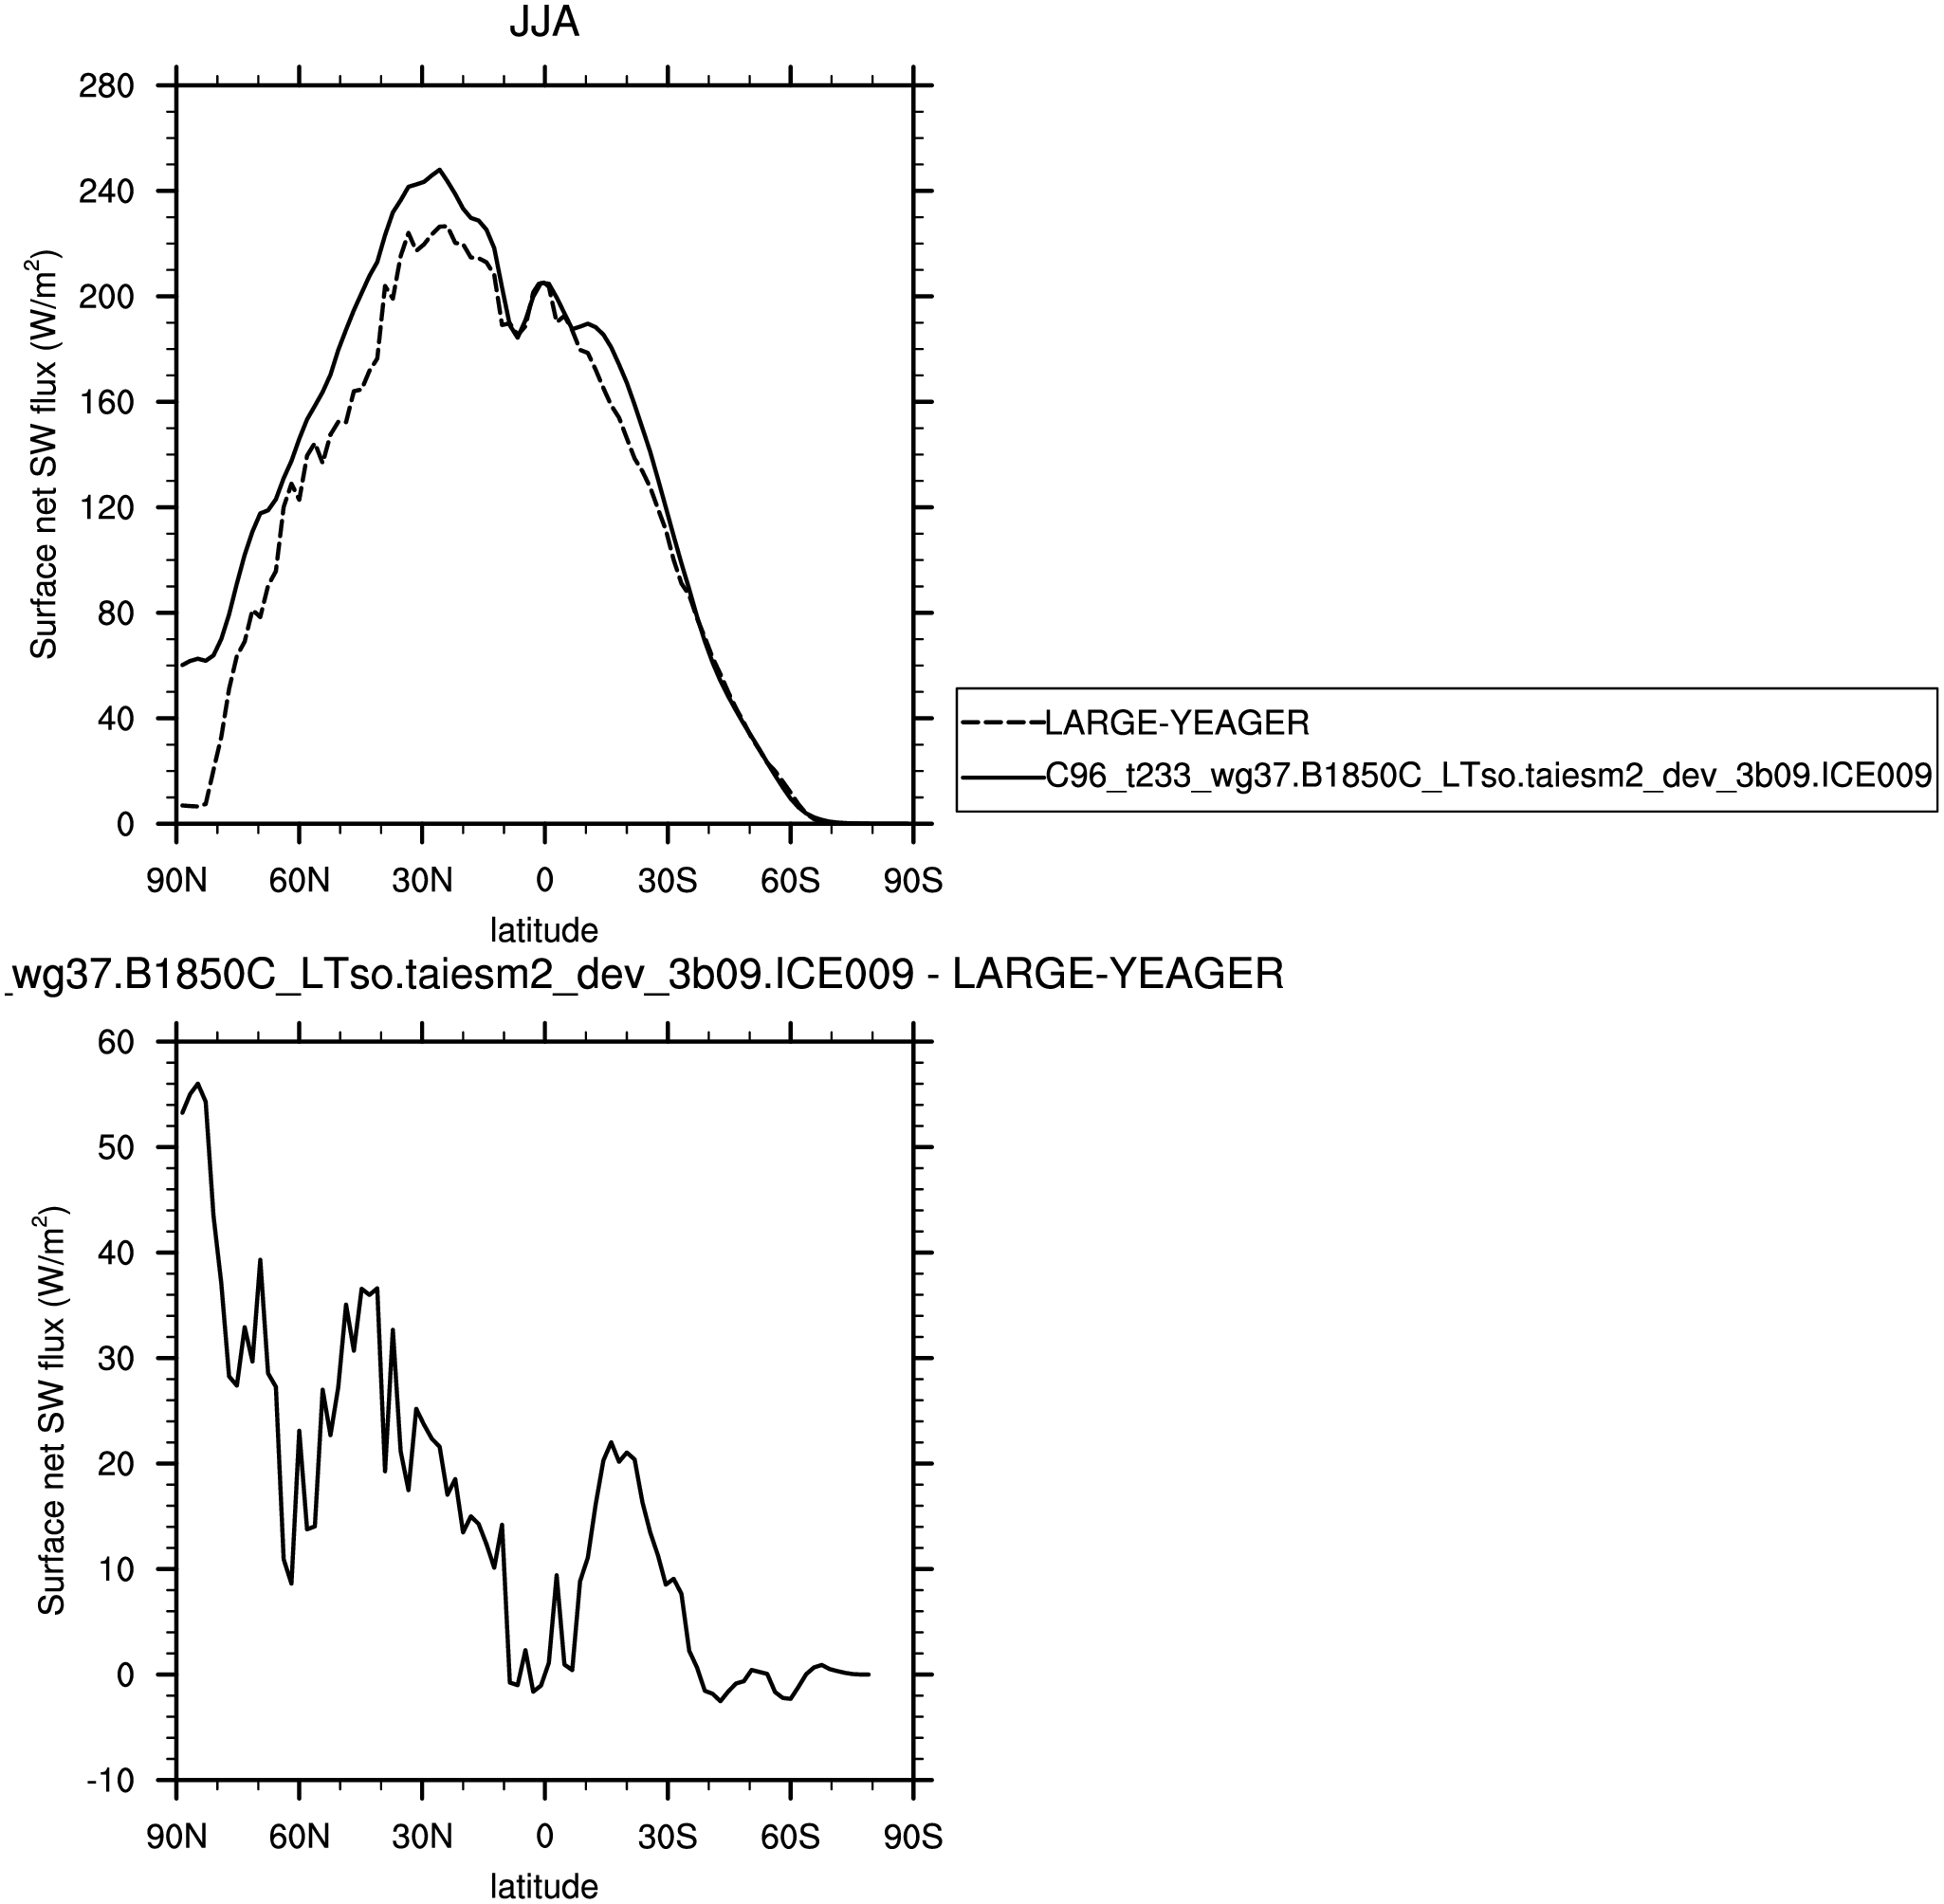 JJA
280
240
200
160
120
80
40
0
Surface net SW flux (W/m²)
90N 60N 30N 0 30S 60S 90S
latitude
LARGE-YEAGER
C96_t233_wg37.B1850C_LTso.taiesm2_dev_3b09.ICE009
_wg37.B1850C_LTso.taiesm2_dev_3b09.ICE009 - LARGE-YEAGER
60
50
40
30
20
10
0
-10
Surface net SW flux (W/m²)
90N 60N 30N 0 30S 60S 90S
latitude